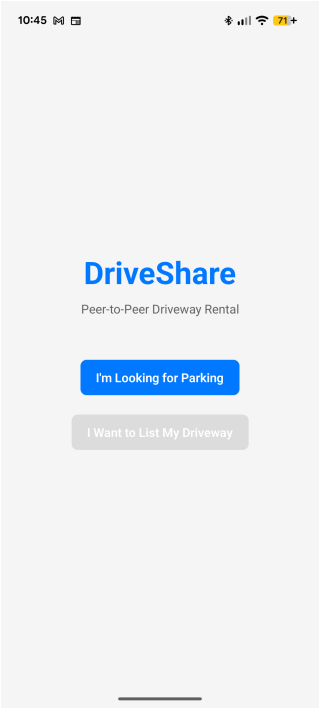 10:45
71
DriveShare
Peer-to-Peer Driveway Rental
I'm Looking for Parking
I Want to List My Driveway